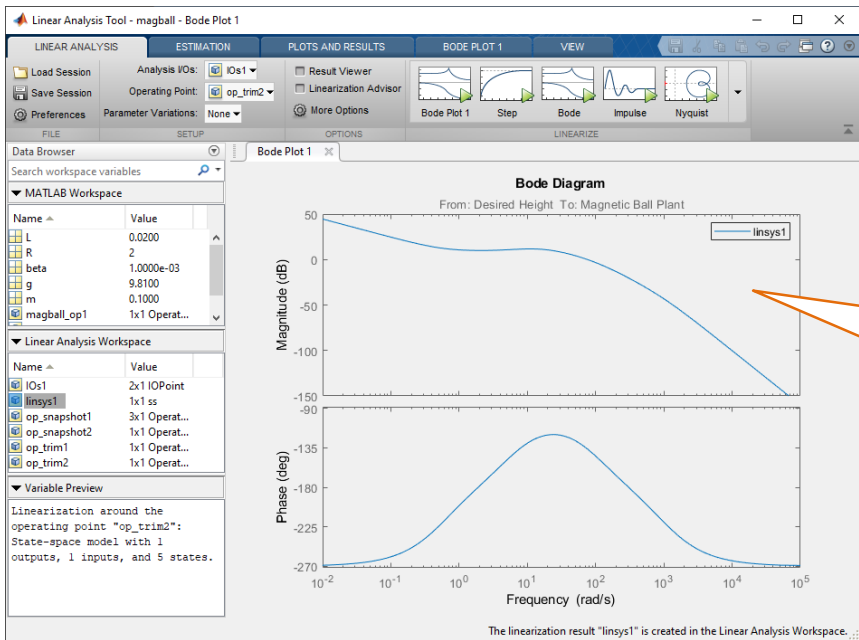 Linear Analysis Tool - magball - Bode Plot 1
LINEAR ANALYSIS ESTIMATION PLOTS AND RESULTS BODE PLOT 1 VIEW
Load Session
Save Session
Preferences
FILE
Analysis I/Os: IOs1
Operating Point: op_trim2
Parameter Variations: None
SETUP
Result Viewer
Linearization Advisor
More Options
OPTIONS
Bode Plot 1 Step Bode Impulse Nyquist
LINEARIZE
Data Browser
Search workspace variables
MATLAB Workspace
Name Value
L 0.0200
R 2
beta 1.0000e-03
g 9.8100
m 0.1000
magball_op1 1x1 Operat...
Linear Analysis Workspace
Name Value
IOs1 2x1 IOPoint
linsys1 1x1 ss
op_snapshot1 3x1 Operat...
op_snapshot2 1x1 Operat...
op_trim1 1x1 Operat...
op_trim2 1x1 Operat...
Variable Preview
Linearization around the
operating point "op_trim2":
State-space model with 1
outputs, 1 inputs, and 5 states.
Bode Plot 1
Bode Diagram
From: Desired Height To: Magnetic Ball Plant
linsys1
Magnitude (dB)
50
0
-50
-100
-150
Phase (deg)
-90
-135
-180
-225
-270
10^-2 10^-1 10^0 10^1 10^2 10^3 10^4 10^5
Frequency (rad/s)
The linearization result "linsys1" is created in the Linear Analysis Workspace.